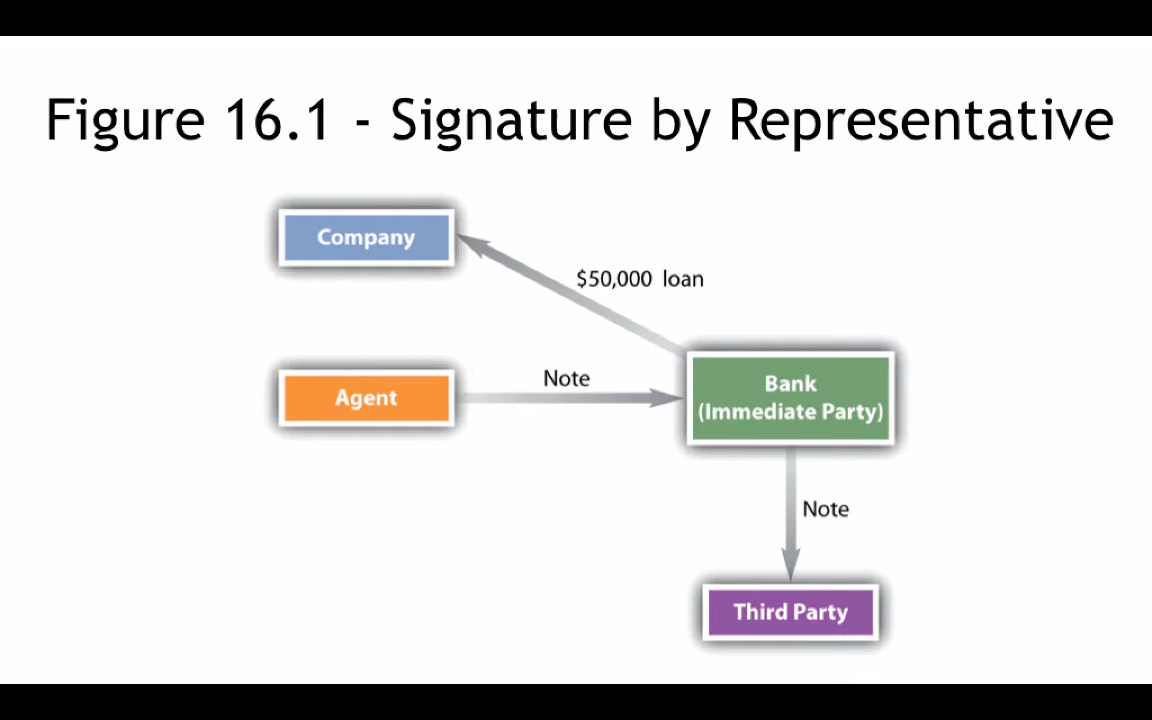 Figure 16.1 - Signature by Representative
Company
$50,000 loan
Agent
Note
Bank
(Immediate Party)
Note
Third Party